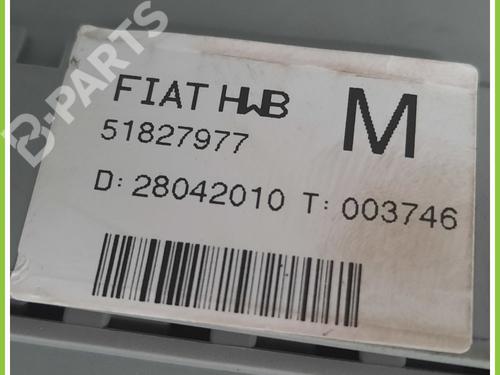 B-PARTS
FIAT HWB
M
51827977
D: 28042010 T: 003746